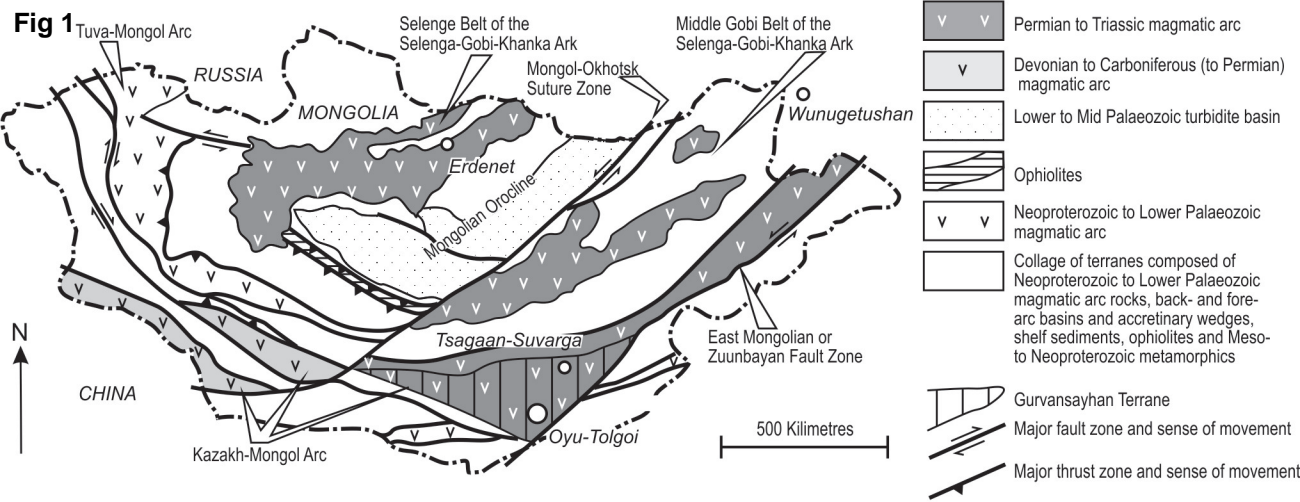 Fig 1
Tuva-Mongol Arc
Selenge Belt of the
Selenga-Gobi-Khanka Ark
Middle Gobi Belt of the
Selenga-Gobi-Khanka Ark
Mongol-Okhotsk
Suture Zone
RUSSIA
MONGOLIA
Wunugetushan
Erdenet
Mongolian Orocline
N
Tsagaan-Suvarga
East Mongolian or
Zuunbayan Fault Zone
CHINA
500 Kilimetres
Oyu-Tolgoi
Kazakh-Mongol Arc
Permian to Triassic magmatic arc
Devonian to Carboniferous (to Permian)
magmatic arc
Lower to Mid Palaeozoic turbidite basin
Ophiolites
Neoproterozoic to Lower Palaeozoic
magmatic arc
Collage of terranes composed of
Neoproterozoic to Lower Palaeozoic
magmatic arc rocks, back- and fore-
arc basins and accretinary wedges,
shelf sediments, ophiolites and Meso-
to Neoproterozoic metamorphics
Gurvansayhan Terrane
Major fault zone and sense of movement
Major thrust zone and sense of movement